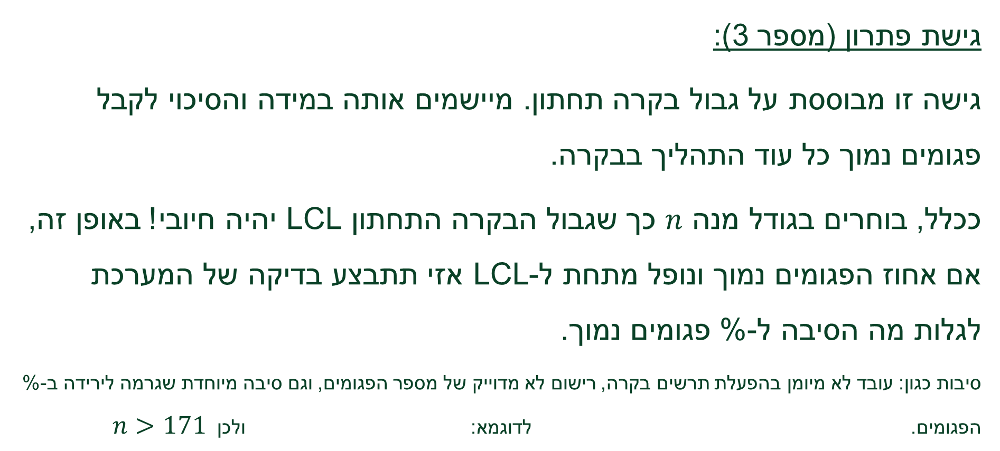 גישת פתרון (מספר 3):
גישה זו מבוססת על גבול בקרה תחתון. מיישמים אותה במידה והסיכוי לקבל
פגומים נמוך כל עוד התהליך בבקרה.
ככלל, בוחרים בגודל מנה n כך שגבול הבקרה התחתון LCL יהיה חיובי! באופן זה,
אם אחוז הפגומים נמוך ונופל מתחת ל-LCL אזי תתבצע בדיקה של המערכת
לגלות מה הסיבה ל-% פגומים נמוך.
סיבות כגון: עובד לא מיומן בהפעלת תרשים בקרה, רישום לא מדוייק של מספר הפגומים, וגם סיבה מיוחדת שגרמה לירידה ב-%
הפגומים. לדוגמא: ולכן n > 171